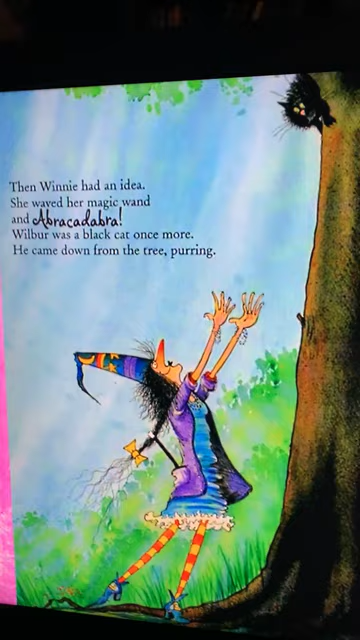 Then Winnie had an idea.
She waved her magic wand
and Abracadabra!
Wilbur was a black cat once more.
He came down from the tree, purring.